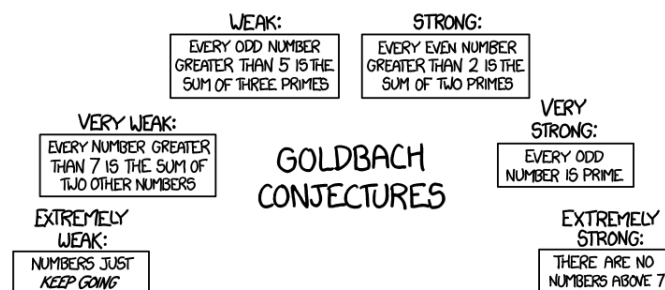 WEAK:
EVERY ODD NUMBER
GREATER THAN 5 IS THE
SUM OF THREE PRIMES
STRONG:
EVERY EVEN NUMBER
GREATER THAN 2 IS THE
SUM OF TWO PRIMES
VERY WEAK:
EVERY NUMBER GREATER
THAN 7 IS THE SUM OF
TWO OTHER NUMBERS
GOLDBACH
CONJECTURES
VERY
STRONG:
EVERY ODD
NUMBER IS PRIME
EXTREMELY
WEAK:
NUMBERS JUST
KEEP GOING
EXTREMELY
STRONG:
THERE ARE NO
NUMBERS ABOVE 7